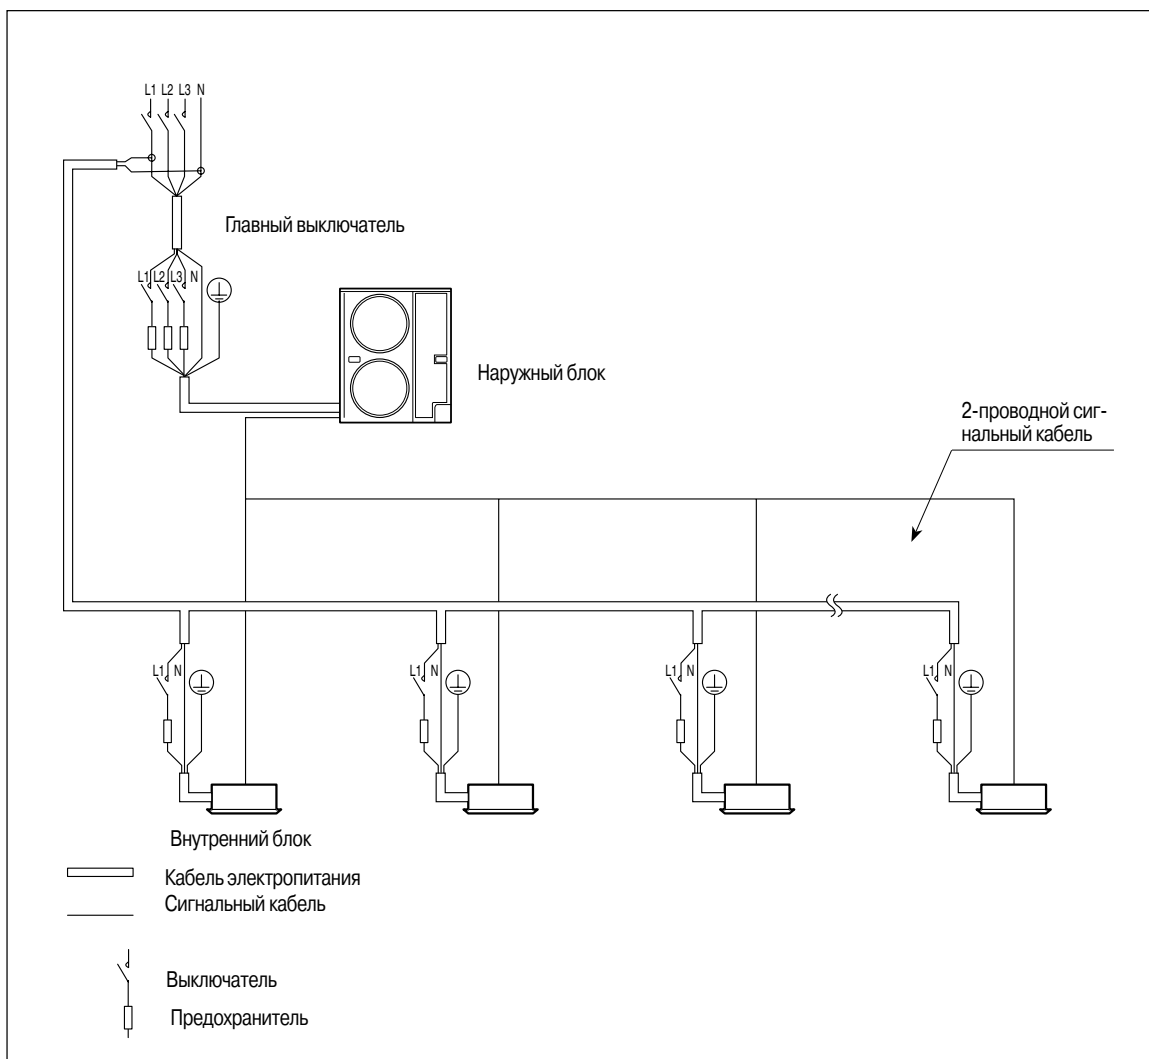 L1 L2 L3 N
Главный выключатель
L1 L2 L3 N
Наружный блок
2-проводной сиг-
нальный кабель
L1 N
L1 N
L1 N
L1 N
Внутренний блок
Кабель электропитания
Сигнальный кабель
Выключатель
Предохранитель